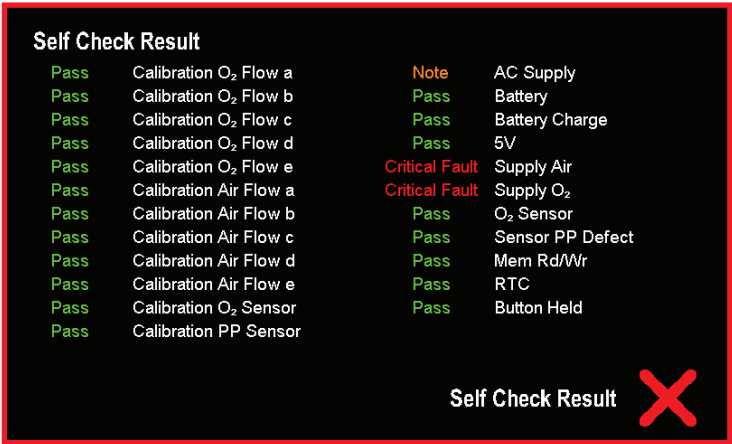 Self Check Result
Pass Calibration O₂ Flow a
Pass Calibration O₂ Flow b
Pass Calibration O₂ Flow c
Pass Calibration O₂ Flow d
Pass Calibration O₂ Flow e
Pass Calibration Air Flow a
Pass Calibration Air Flow b
Pass Calibration Air Flow c
Pass Calibration Air Flow d
Pass Calibration Air Flow e
Pass Calibration O₂ Sensor
Pass Calibration PP Sensor
Note AC Supply
Pass Battery
Pass Battery Charge
Pass 5V
Critical Fault Supply Air
Critical Fault Supply O₂
Pass O₂ Sensor
Pass Sensor PP Defect
Pass Mem Rd/Wr
Pass RTC
Pass Button Held
Self Check Result